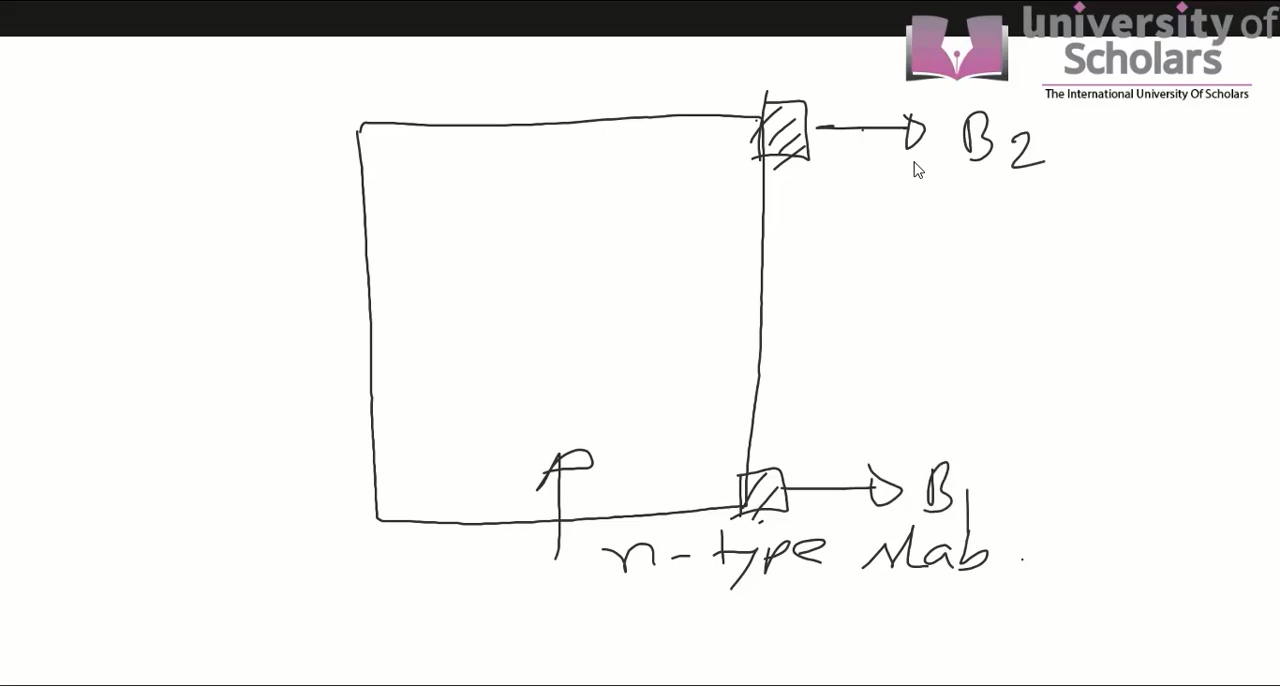 university of
Scholars
The International University Of Scholars
B2
B1
n-type slab.